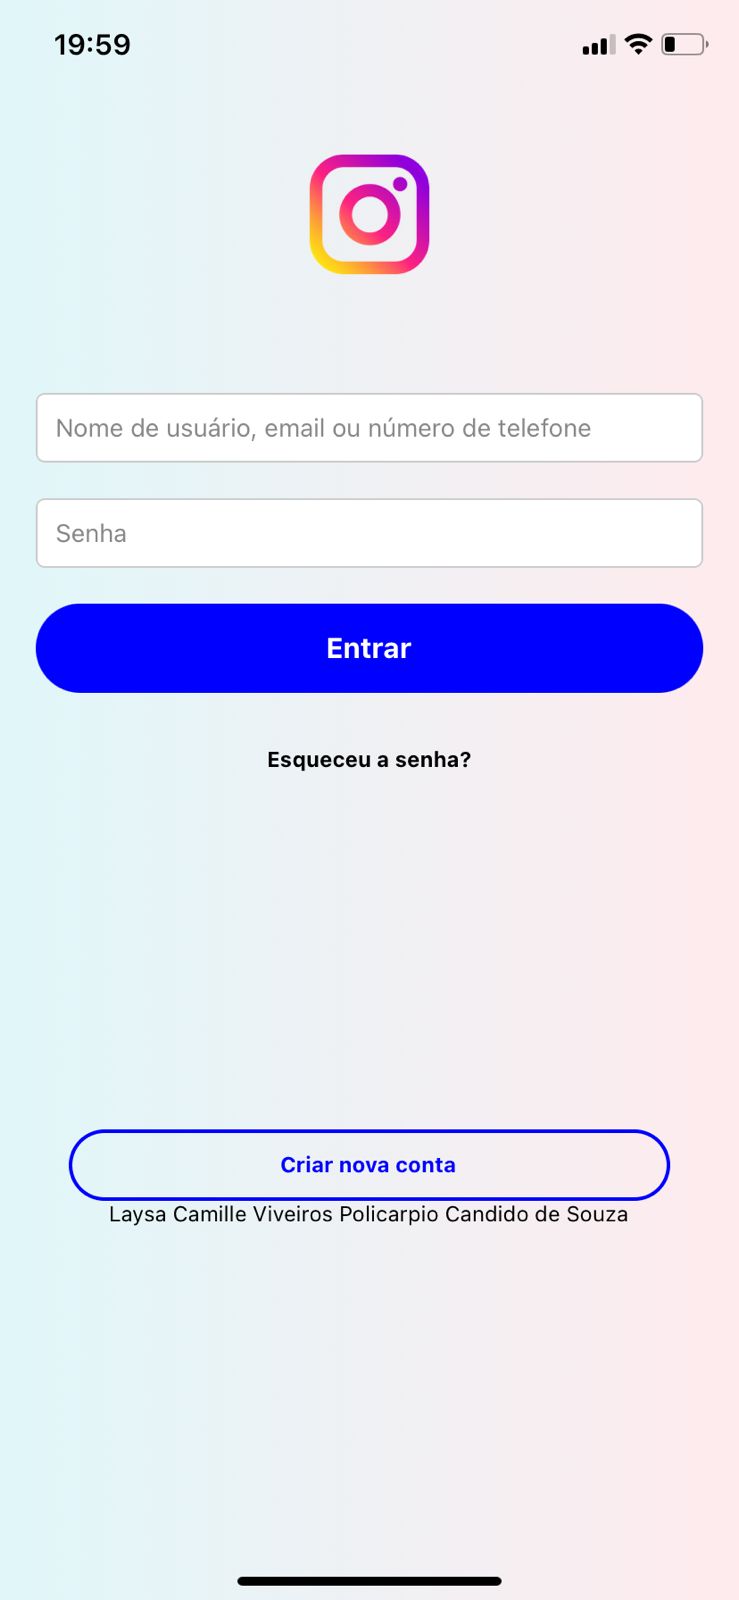 19:59
Nome de usuário, email ou número de telefone
Senha
Entrar
Esqueceu a senha?
Criar nova conta
Laysa Camille Viveiros Policarpio Candido de Souza